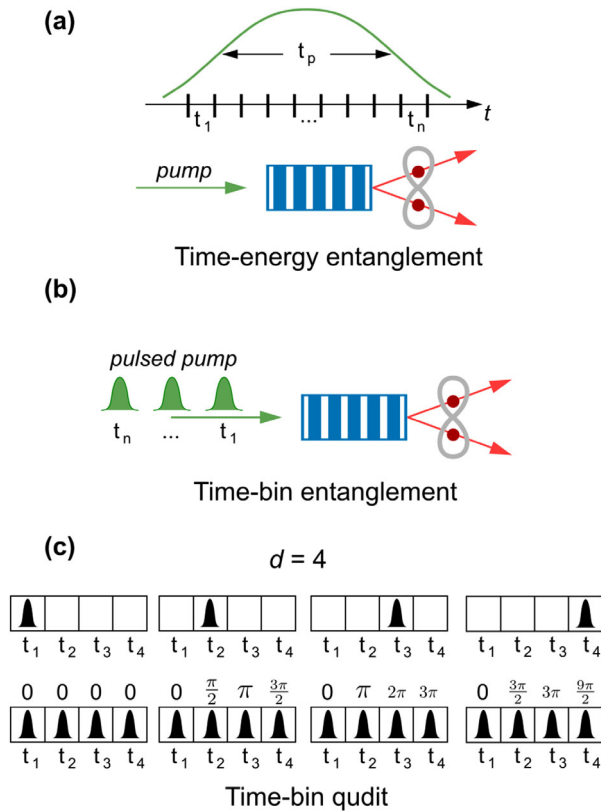 (a)
t_p
t_1 ... t_n t
pump
Time-energy entanglement
(b)
pulsed pump
t_n ... t_1
Time-bin entanglement
(c)
d = 4
t_1 t_2 t_3 t_4 t_1 t_2 t_3 t_4 t_1 t_2 t_3 t_4 t_1 t_2 t_3 t_4
0 0 0 0 0 π/2 π 3π/2 0 π 2π 3π 0 3π/2 3π 9π/2
t_1 t_2 t_3 t_4 t_1 t_2 t_3 t_4 t_1 t_2 t_3 t_4 t_1 t_2 t_3 t_4
Time-bin qudit